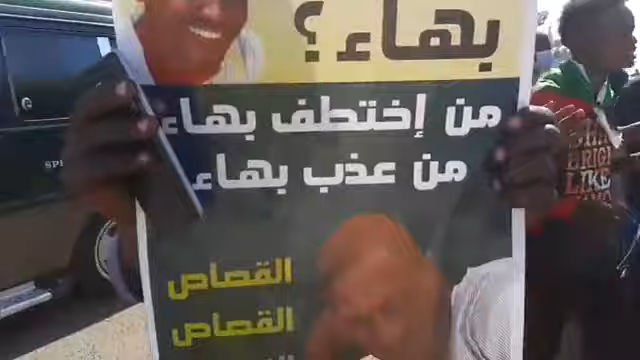 بهاء؟
من إختطف بهاء
من عذب بهاء
القصاص
القصاص